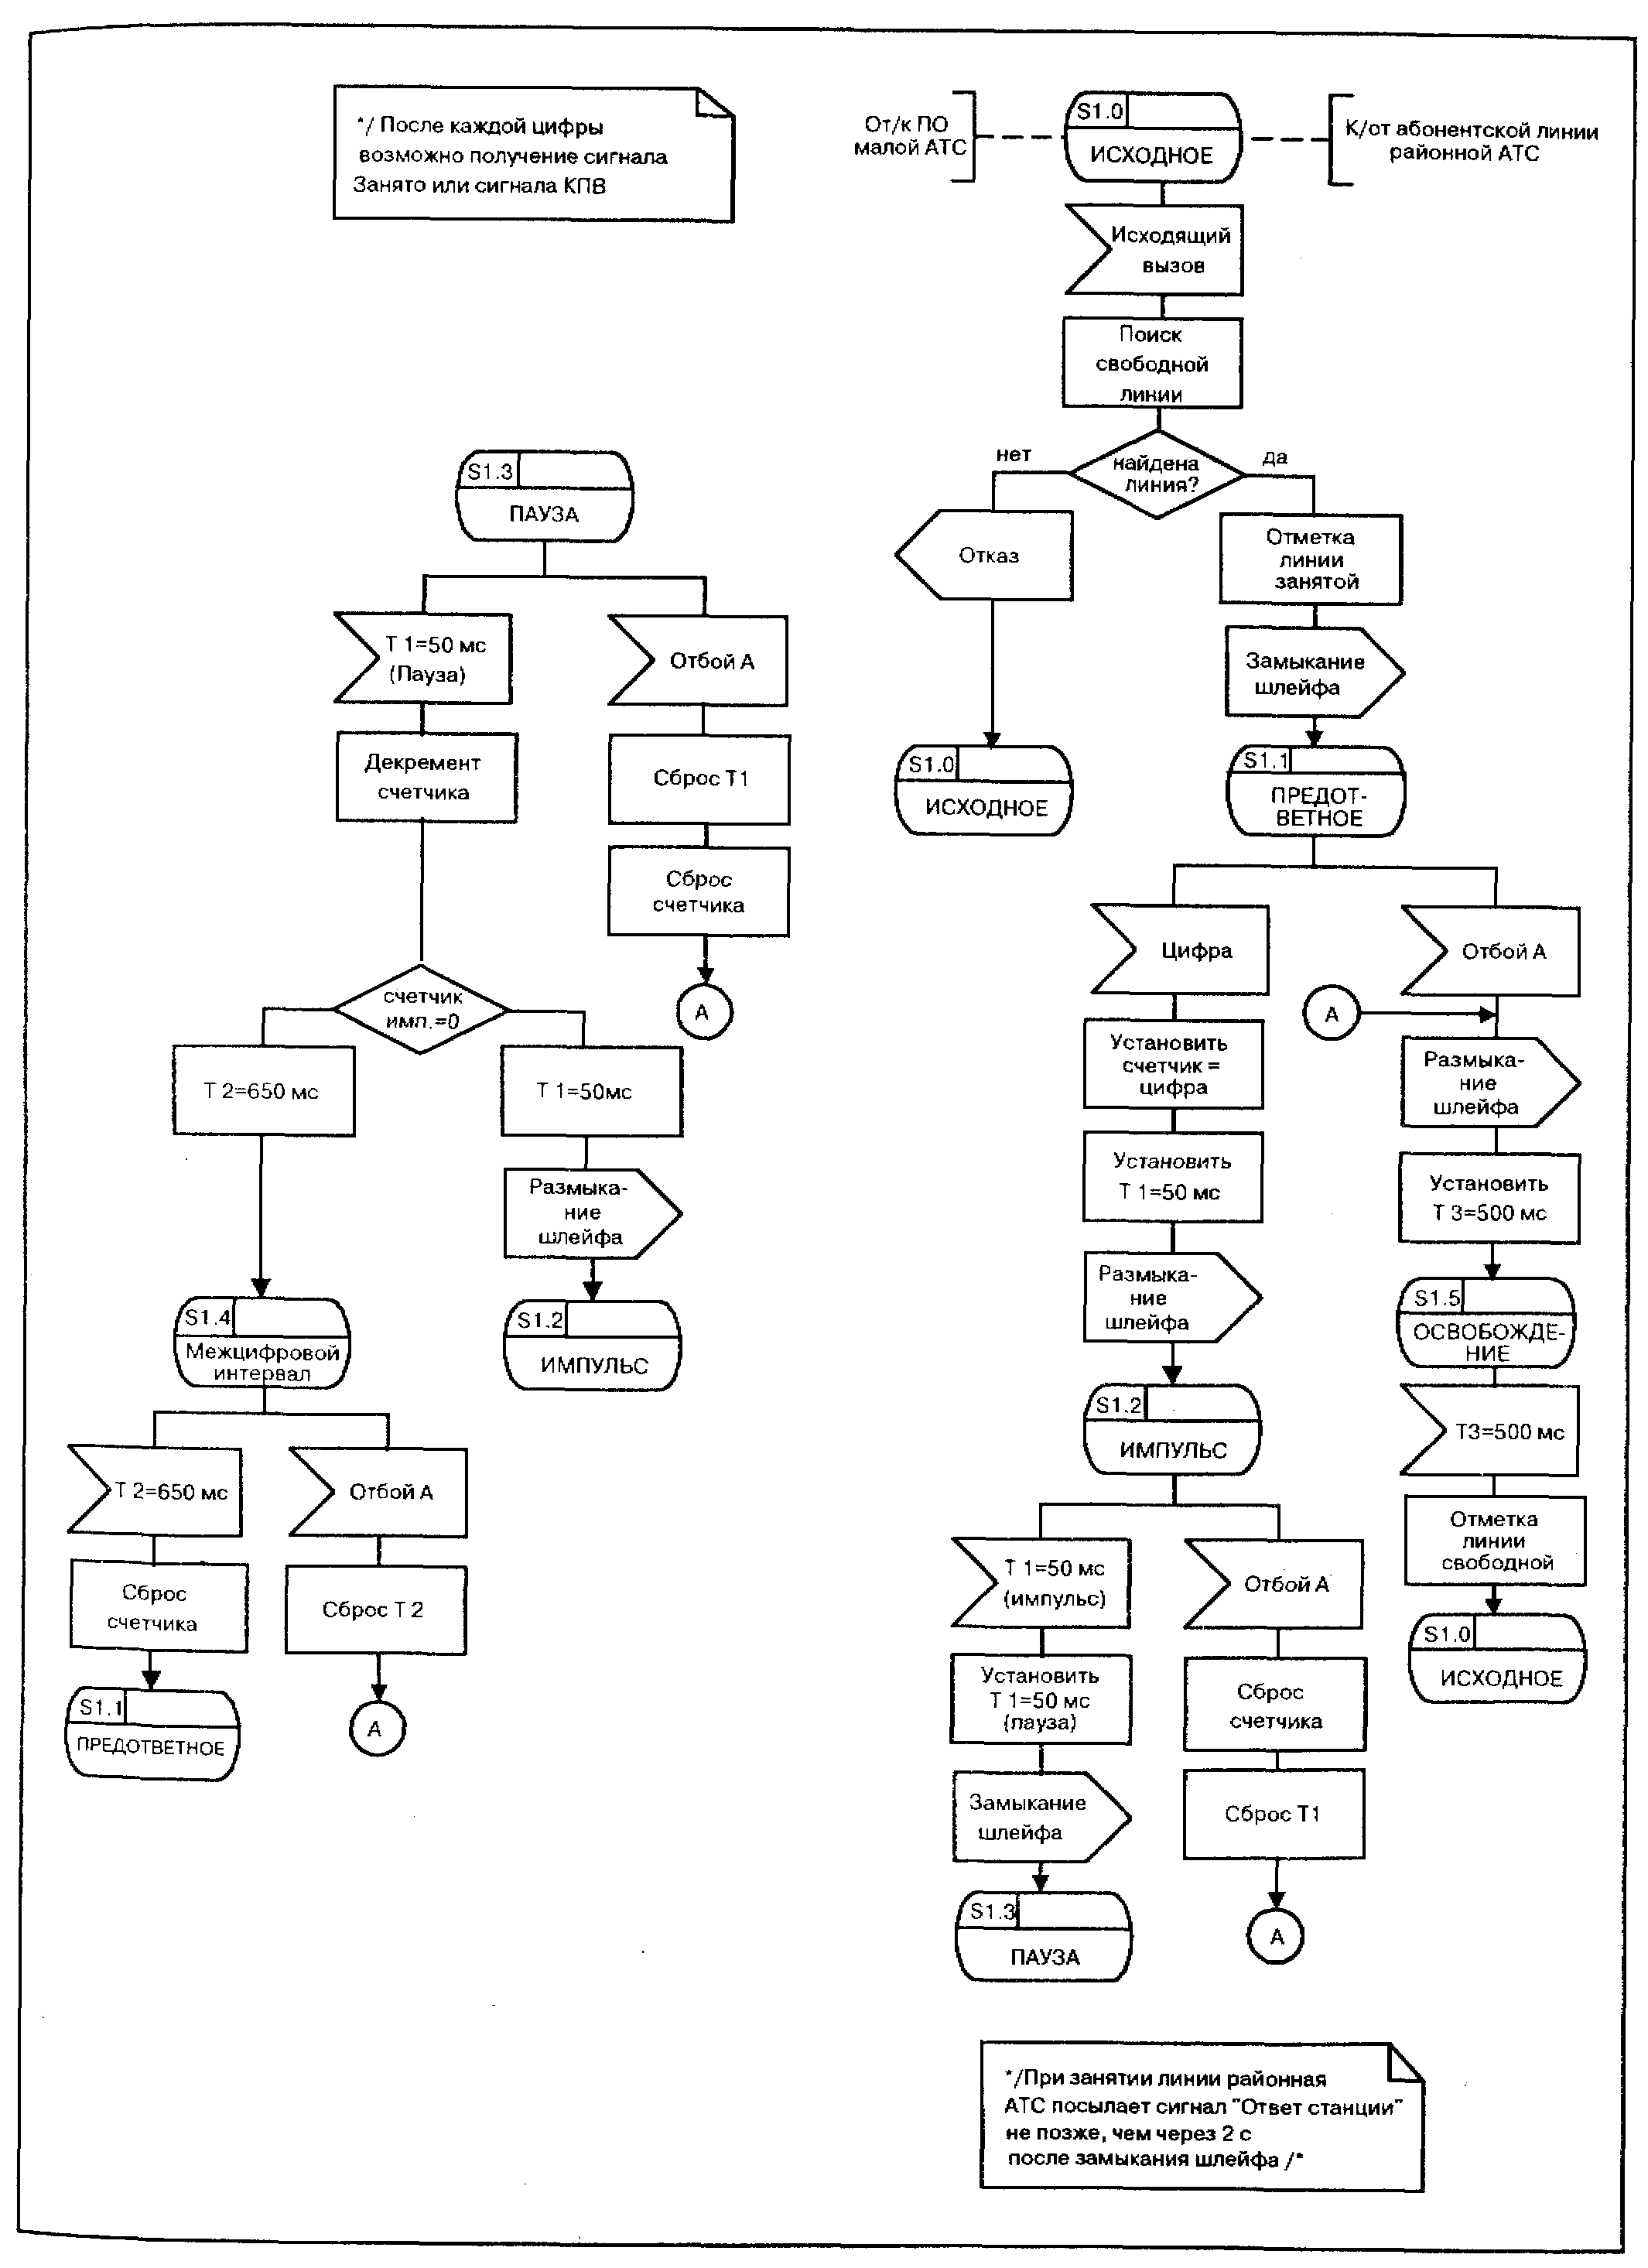 */ После каждой цифры
возможно получение сигнала
Занято или сигнала КПВ
От/к ПО
малой АТС
S1.0
ИСХОДНОЕ
К/от абонентской линии
районной АТС
Исходящий
вызов
Поиск
свободной
линии
нет
найдена
линия?
да
Отказ
Отметка
линии
занятой
Замыкание
шлейфа
S1.0
ИСХОДНОЕ
S1.1
ПРЕДОТ-
ВЕТНОЕ
Цифра
Отбой А
А
Установить
счетчик =
цифра
Размыка-
ние
шлейфа
Установить
Т 1=50 мс
Установить
Т 3=500 мс
Размыка-
ние
шлейфа
S1.5
ОСВОБОЖДЕ-
НИЕ
S1.2
ИМПУЛЬС
Т3=500 мс
Отметка
линии
свободной
S1.0
ИСХОДНОЕ
Т 1=50 мс
(импульс)
Отбой А
Установить
Т 1=50 мс
(пауза)
Сброс
счетчика
Замыкание
шлейфа
Сброс Т1
S1.3
ПАУЗА
А
S1.3
ПАУЗА
Т 1=50 мс
(Пауза)
Отбой А
Декремент
счетчика
Сброс Т1
Сброс
счетчика
А
счетчик
имп.=0
Т 2=650 мс
Т 1=50мс
Размыка-
ние
шлейфа
S1.4
Межцифровой
интервал
S1.2
ИМПУЛЬС
Т 2=650 мс
Отбой А
Сброс
счетчика
Сброс Т 2
S1.1
ПРЕДОТВЕТНОЕ
А
*/При занятии линии районная
АТС посылает сигнал "Ответ станции"
не позже, чем через 2 с
после замыкания шлейфа /*